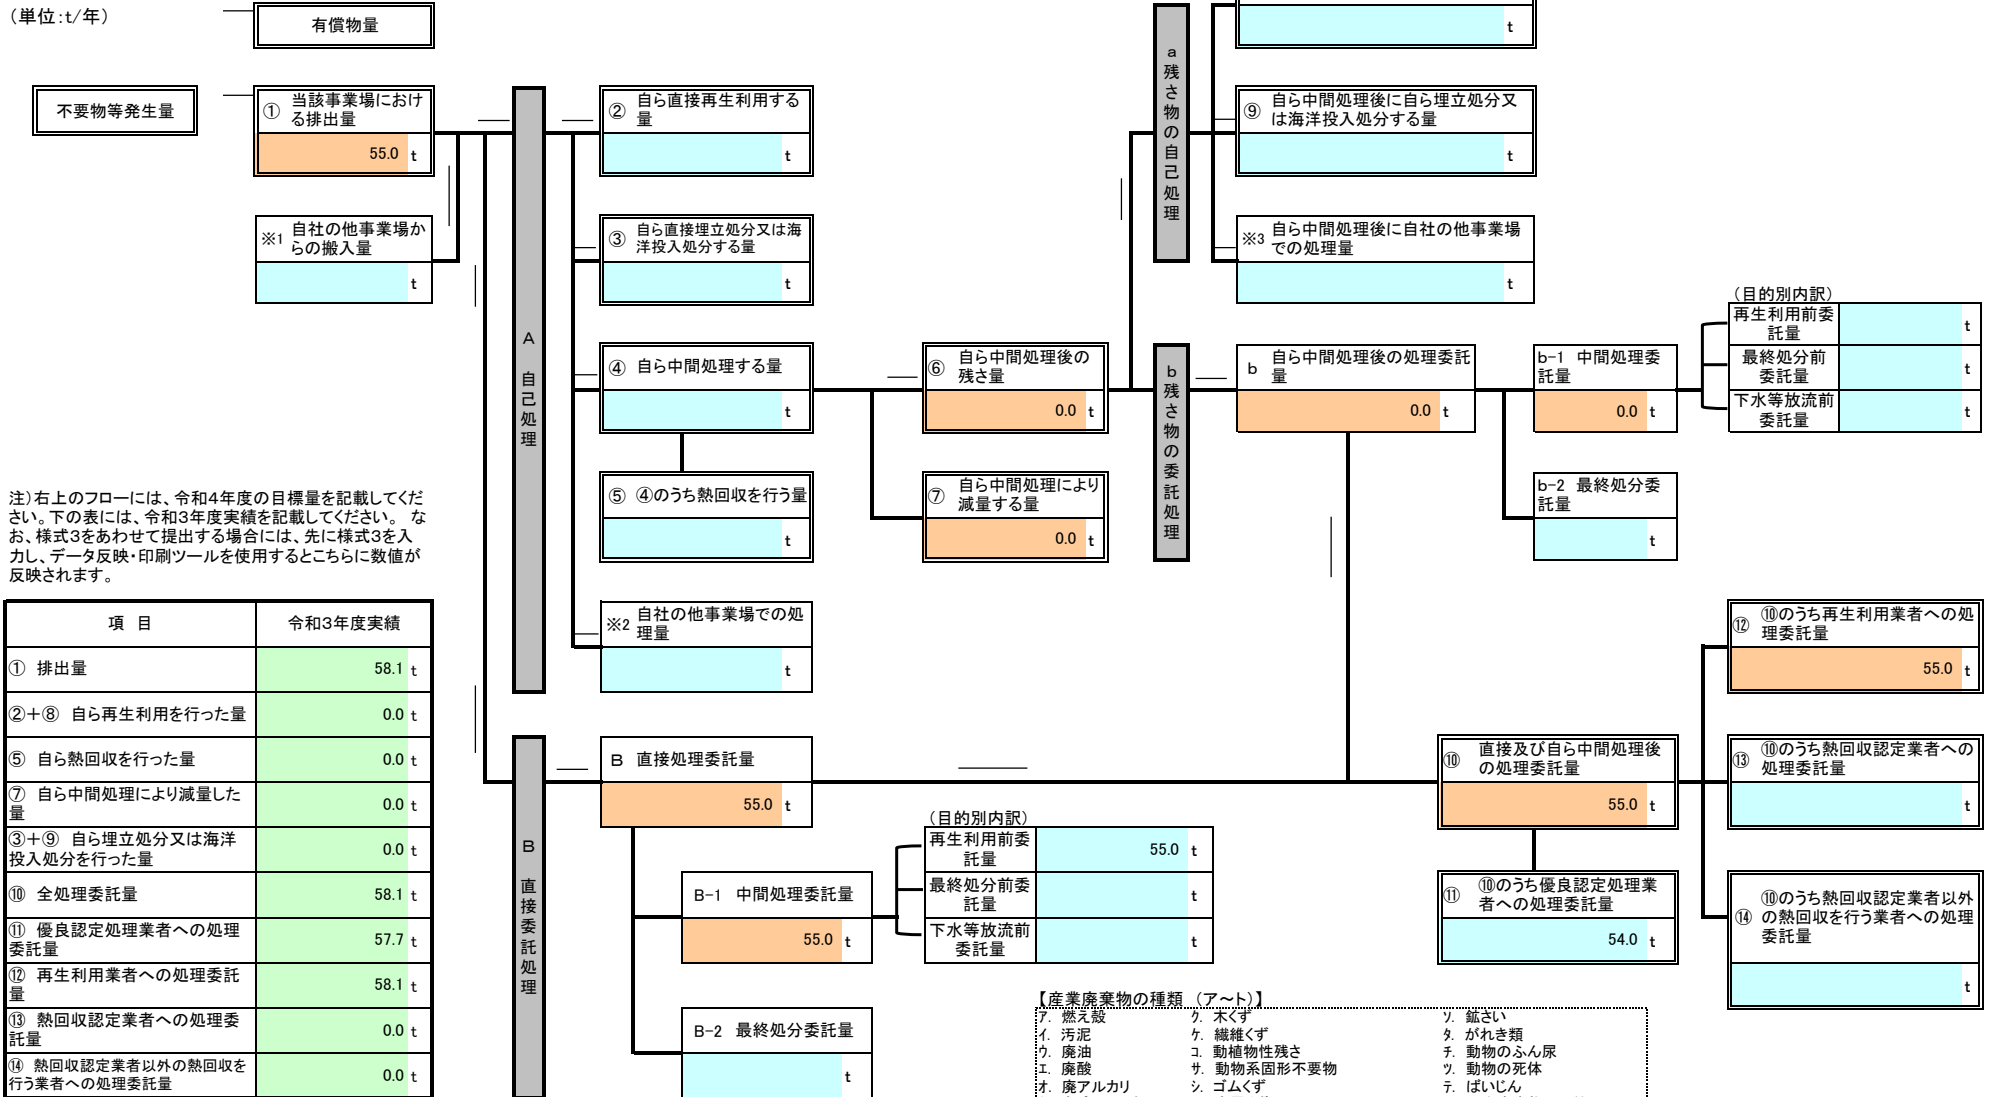 （単位:t/年）
有償物量
t
不要物等発生量
① 当該事業場におけ
る排出量
55.0 t
② 自ら直接再生利用する
量
t
⑨ 自ら中間処理後に自ら埋立処分又
は海洋投入処分する量
t
a 残さ物の自己処理
※1 自社の他事業場か
らの搬入量
t
③ 自ら直接埋立処分又は海
洋投入処分する量
t
※3 自ら中間処理後に自社の他事業場
での処理量
t
A 自己処理
④ 自ら中間処理する量
t
⑥ 自ら中間処理後の
残さ量
0.0 t
b 残さ物の委託処理
b 自ら中間処理後の処理委託
量
0.0 t
b-1 中間処理委
託量
0.0 t
（目的別内訳）
再生利用前委
託量
t
最終処分前
委託量
t
下水等放流前
委託量
t
⑤ ④のうち熱回収を行う量
t
⑦ 自ら中間処理により
減量する量
0.0 t
b-2 最終処分委
託量
t
注）右上のフローには、令和4年度の目標量を記載してくだ
さい。下の表には、令和3年度実績を記載してください。 な
お、様式3をあわせて提出する場合には、先に様式3を入
力し、データ反映・印刷ツールを使用するとこちらに数値が
反映されます。
※2 自社の他事業場での処
理量
t
項 目 令和3年度実績
① 排出量 58.1 t
②＋⑧ 自ら再生利用を行った量 0.0 t
⑤ 自ら熱回収を行った量 0.0 t
⑦ 自ら中間処理により減量した
量 0.0 t
③＋⑨ 自ら埋立処分又は海洋
投入処分を行った量 0.0 t
⑩ 全処理委託量 58.1 t
⑪ 優良認定処理業者への処理
委託量 57.7 t
⑫ 再生利用業者への処理委託
量 58.1 t
⑬ 熱回収認定業者への処理委
託量 0.0 t
⑭ 熱回収認定業者以外の熱回収を
行う業者への処理委託量 0.0 t
B 直接委託処理
B 直接処理委託量
55.0 t
B-1 中間処理委託量
55.0 t
（目的別内訳）
再生利用前委
託量
55.0 t
最終処分前委
託量
t
下水等放流前
委託量
t
B-2 最終処分委託量
t
⑩ 直接及び自ら中間処理後
の処理委託量
55.0 t
⑪ ⑩のうち優良認定処理業
者への処理委託量
54.0 t
⑫ ⑩のうち再生利用業者への処
理委託量
55.0 t
⑬ ⑩のうち熱回収認定業者への
処理委託量
t
⑭ ⑩のうち熱回収認定業者以外
の熱回収を行う業者への処理
委託量
t
【産業廃棄物の種類 （ア～ト）】
ア. 燃え殻 ク. 木くず ソ. 鉱さい
イ. 汚泥 ケ. 繊維くず タ. がれき類
ウ. 廃油 コ. 動植物性残さ チ. 動物のふん尿
エ. 廃酸 サ. 動物系固形不要物 ツ. 動物の死体
オ. 廃アルカリ シ. ゴムくず テ. ばいじん